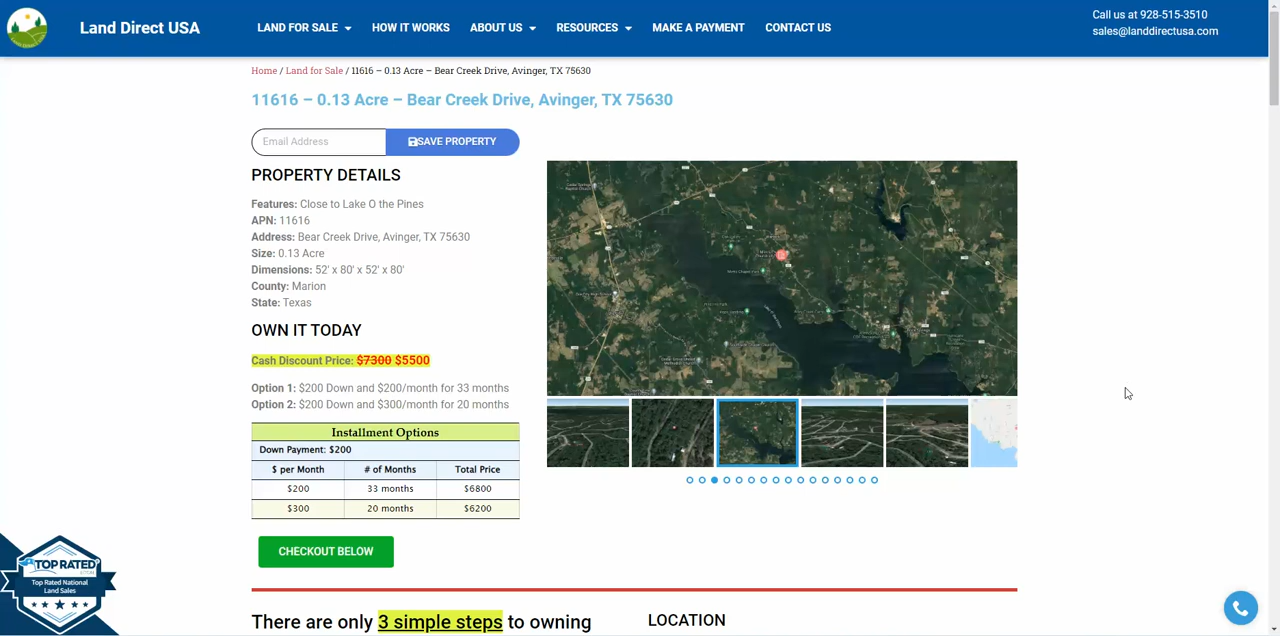 Land Direct USA
LAND FOR SALE
HOW IT WORKS
ABOUT US
RESOURCES
MAKE A PAYMENT
CONTACT US
Call us at 928-515-3510
sales@landdirectusa.com
Home / Land for Sale / 11616 – 0.13 Acre – Bear Creek Drive, Avinger, TX 75630
11616 – 0.13 Acre – Bear Creek Drive, Avinger, TX 75630
Email Address
SAVE PROPERTY
PROPERTY DETAILS
Features: Close to Lake O the Pines
APN: 11616
Address: Bear Creek Drive, Avinger, TX 75630
Size: 0.13 Acre
Dimensions: 52' x 80' x 52' x 80'
County: Marion
State: Texas
OWN IT TODAY
Cash Discount Price: $7300 $5500
Option 1: $200 Down and $200/month for 33 months
Option 2: $200 Down and $300/month for 20 months
Installment Options
Down Payment: $200
$ per Month # of Months Total Price
$200 33 months $6800
$300 20 months $6200
CHECKOUT BELOW
TOP RATED
Top Rated National
Land Sales
There are only 3 simple steps to owning
LOCATION